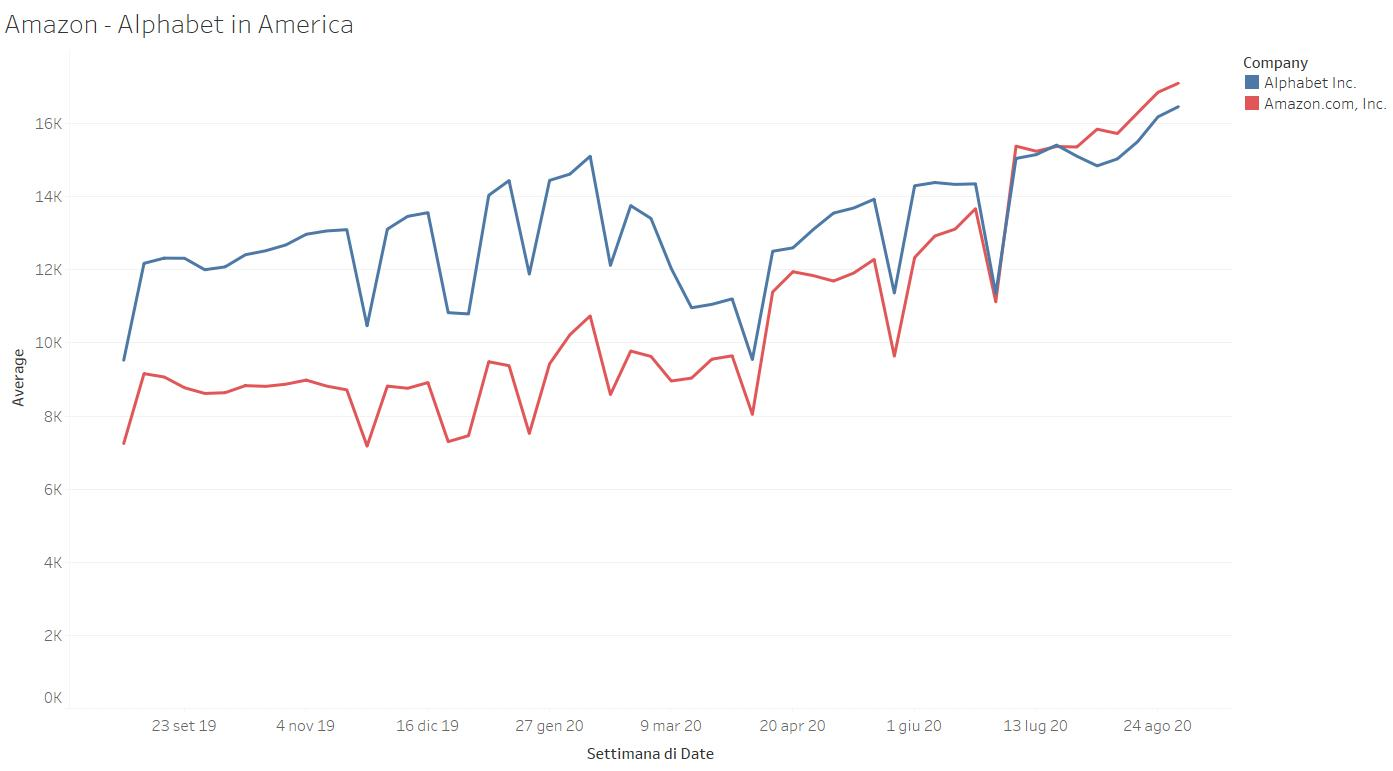 Amazon - Alphabet in America
Company
Alphabet Inc.
Amazon.com, Inc.
Average
16K
14K
12K
10K
8K
6K
4K
2K
0K
23 set 19 4 nov 19 16 dic 19 27 gen 20 9 mar 20 20 apr 20 1 giu 20 13 lug 20 24 ago 20
Settimana di Date